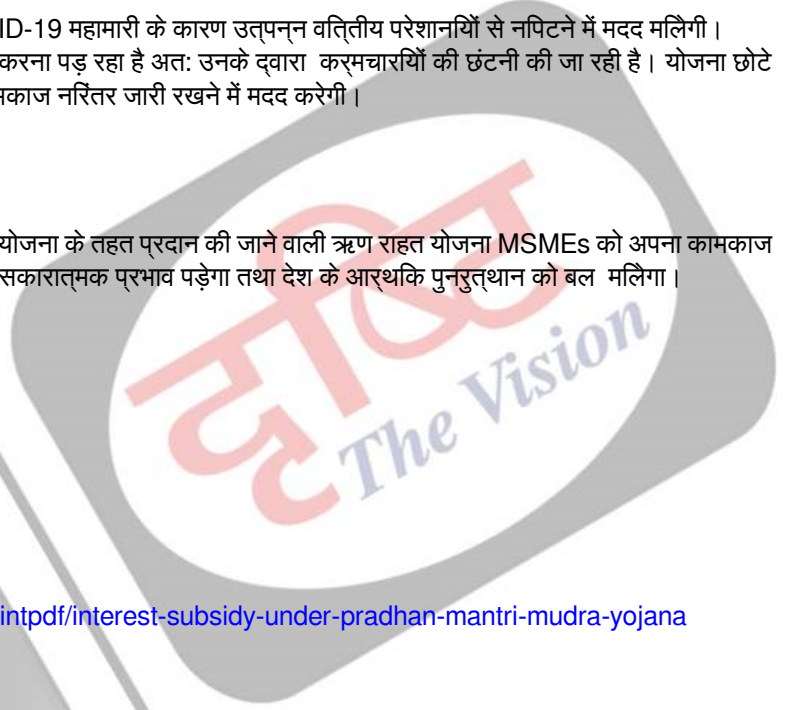 ID-19 महामारी के कारण उत्पन्न वित्तीय परेशानियों से निपटने में मदद मिलेगी।
करना पड़ रहा है अत: उनके द्वारा कर्मचारियों की छंटनी की जा रही है। योजना छोटे
मकाज निरंतर जारी रखने में मदद करेगी।
योजना के तहत प्रदान की जाने वाली ऋण राहत योजना MSMEs को अपना कामकाज
सकारात्मक प्रभाव पड़ेगा तथा देश के आर्थिक पुनरुत्थान को बल मिलेगा।
दृष्टि
The Vision
intpdf/interest-subsidy-under-pradhan-mantri-mudra-yojana